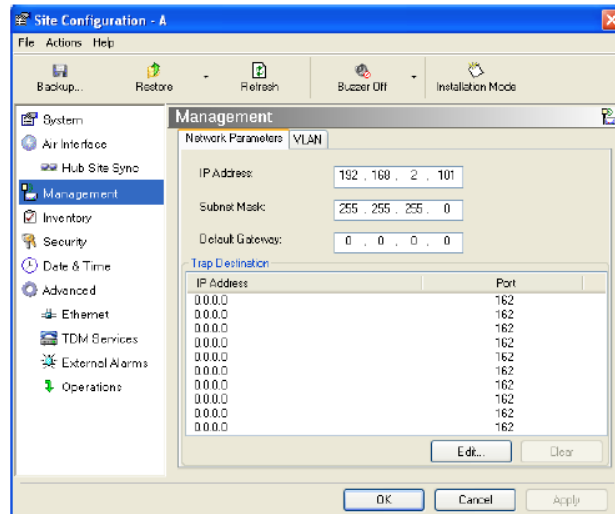 Site Configuration - A
File Actions Help
Backup... Restore Refresh Buzzer Off Installation Mode
System
Air Interface
Hub Site Sync
Management
Inventory
Security
Date & Time
Advanced
Ethernet
TDM Services
External Alarms
Operations
Management
Network Parameters VLAN
IP Address: 192 . 168 . 2 . 101
Subnet Mask: 255 . 255 . 255 . 0
Default Gateway: 0 . 0 . 0 . 0
Trap Destination
IP Address Port
0.0.0.0 162
0.0.0.0 162
0.0.0.0 162
0.0.0.0 162
0.0.0.0 162
0.0.0.0 162
0.0.0.0 162
0.0.0.0 162
0.0.0.0 162
0.0.0.0 162
Edit... Clear
OK Cancel Apply